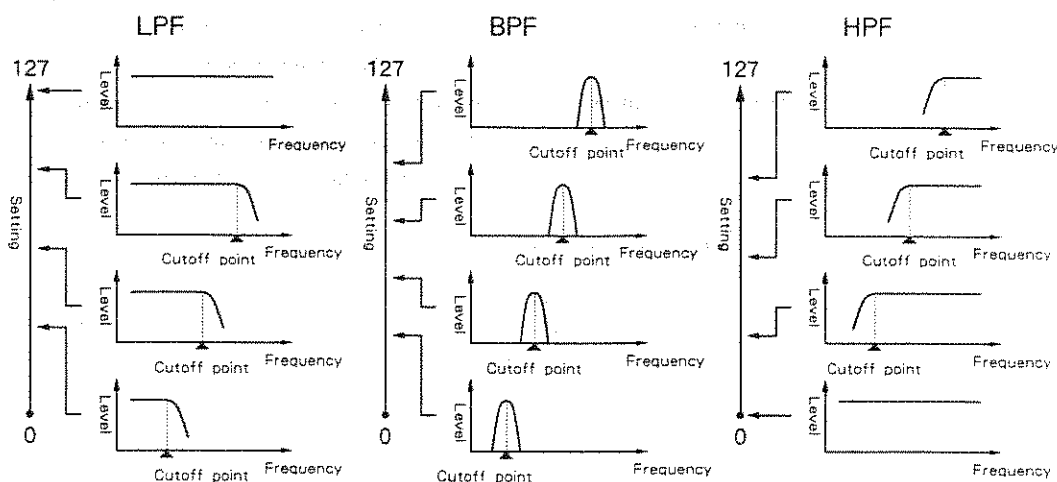 LPF
127
Setting
0
Level
Frequency
Level
Cutoff point
Frequency
Level
Cutoff point
Frequency
Level
Cutoff point
Frequency
BPF
127
Setting
0
Level
Cutoff point
Frequency
Level
Cutoff point
Frequency
Level
Cutoff point
Frequency
Level
Cutoff point
Frequency
HPF
127
Setting
0
Level
Cutoff point
Frequency
Level
Cutoff point
Frequency
Level
Cutoff point
Frequency
Level
Frequency